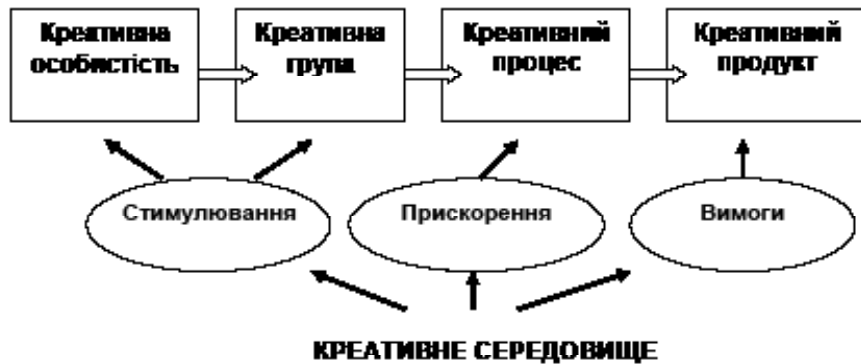 Креативна
особистість
Креативна
група
Креативний
процес
Креативний
продукт
Стимулювання
Прискорення
Вимоги
КРЕАТИВНЕ СЕРЕДОВИЩЕ